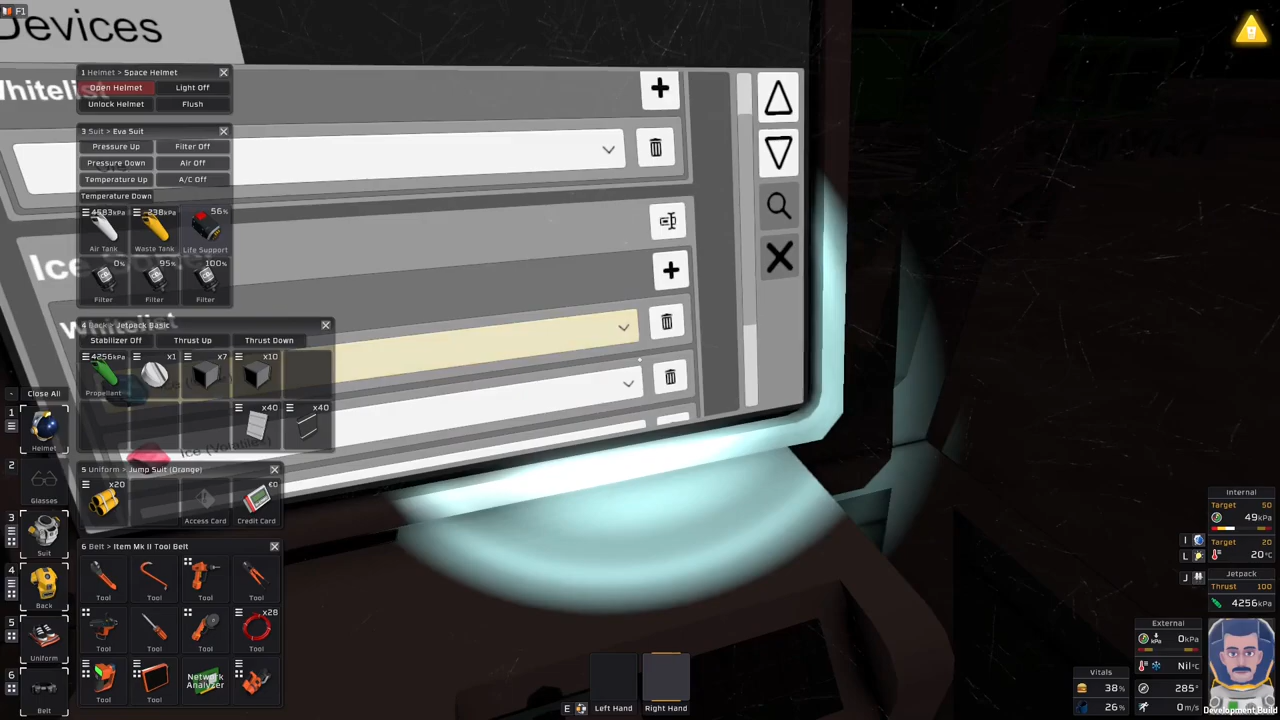 F1
Devices
Whitelist
1 Helmet > Space Helmet
Open Helmet
Light Off
Unlock Helmet
Flush
3 Suit > Eva Suit
Pressure Up
Filter Off
Pressure Down
Air Off
Temperature Up
A/C Off
Temperature Down
4583kPa
-238kPa
56%
Air Tank
Waste Tank
Life Support
0%
95%
100%
Filter
Filter
Filter
Ice
Whitelist
4 Back > Jetpack Basic
Stabilizer Off
Thrust Up
Thrust Down
4256kPa
x1
x7
x10
Propellant
x40
x40
Ice (Volatiles)
5 Uniform > Jump Suit (Orange)
x20
€0
Access Card
Credit Card
6 Belt > Item Mk II Tool Belt
Tool
Tool
Tool
Tool
x28
Tool
Tool
Tool
Tool
Network
Analyzer
Tool
Tool
Tool
Tool
- Close All
1
Helmet
2
Glasses
3
Suit
4
Back
5
Uniform
6
Belt
E
Left Hand
Right Hand
Internal
Target 50
49kPa
Target 20
20°C
I
L
J
Jetpack
Thrust 100
4256kPa
External
0kPa
Nil°C
285°
0m/s
Vitals
38%
26%
Development Build